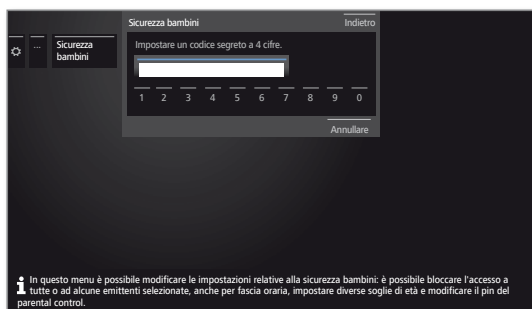 Sicurezza bambini Indietro
... Sicurezza bambini
Impostare un codice segreto a 4 cifre.
1 2 3 4 5 6 7 8 9 0
Annullare
In questo menu è possibile modificare le impostazioni relative alla sicurezza bambini: è possibile bloccare l'accesso a
tutte o ad alcune emittenti selezionate, anche per fascia oraria, impostare diverse soglie di età e modificare il pin del
parental control.